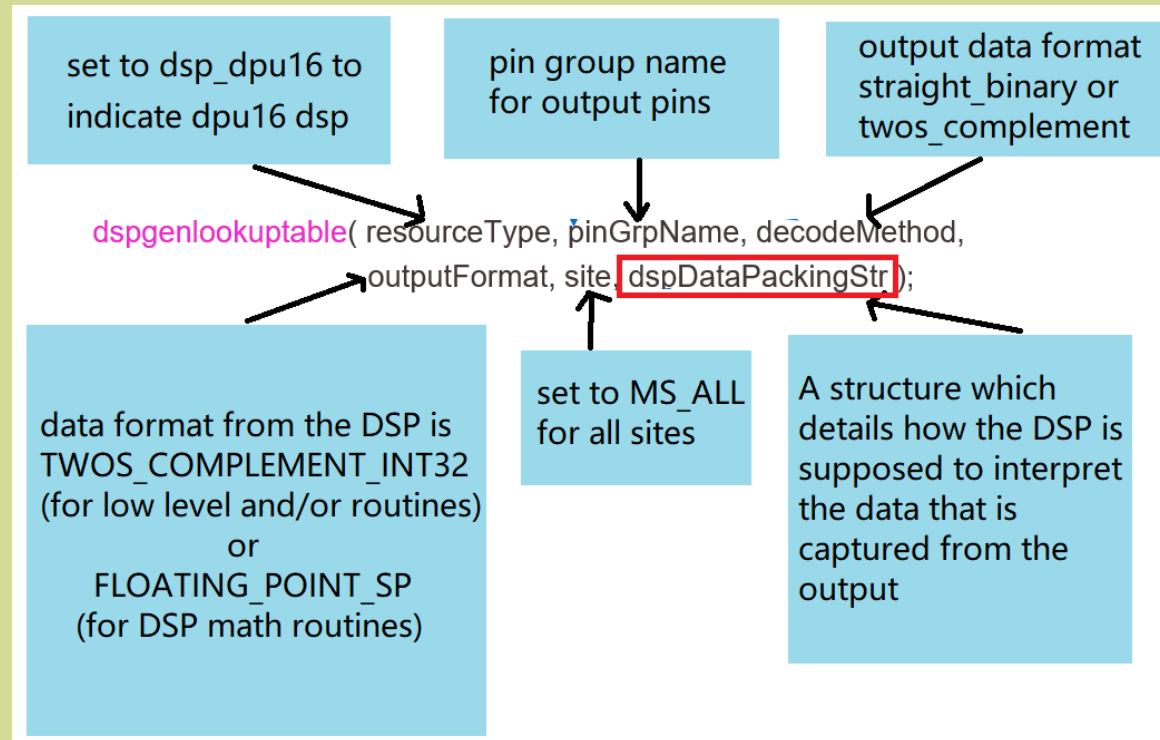 set to dsp_dpu16 to
indicate dpu16 dsp
pin group name
for output pins
output data format
straight_binary or
twos_complement
dspgenlookuptable( resourceType, pinGrpName, decodeMethod,
outputFormat, site, dspDataPackingStr );
data format from the DSP is
TWOS_COMPLEMENT_INT32
(for low level and/or routines)
or
FLOATING_POINT_SP
(for DSP math routines)
set to MS_ALL
for all sites
A structure which
details how the DSP is
supposed to interpret
the data that is
captured from the
output